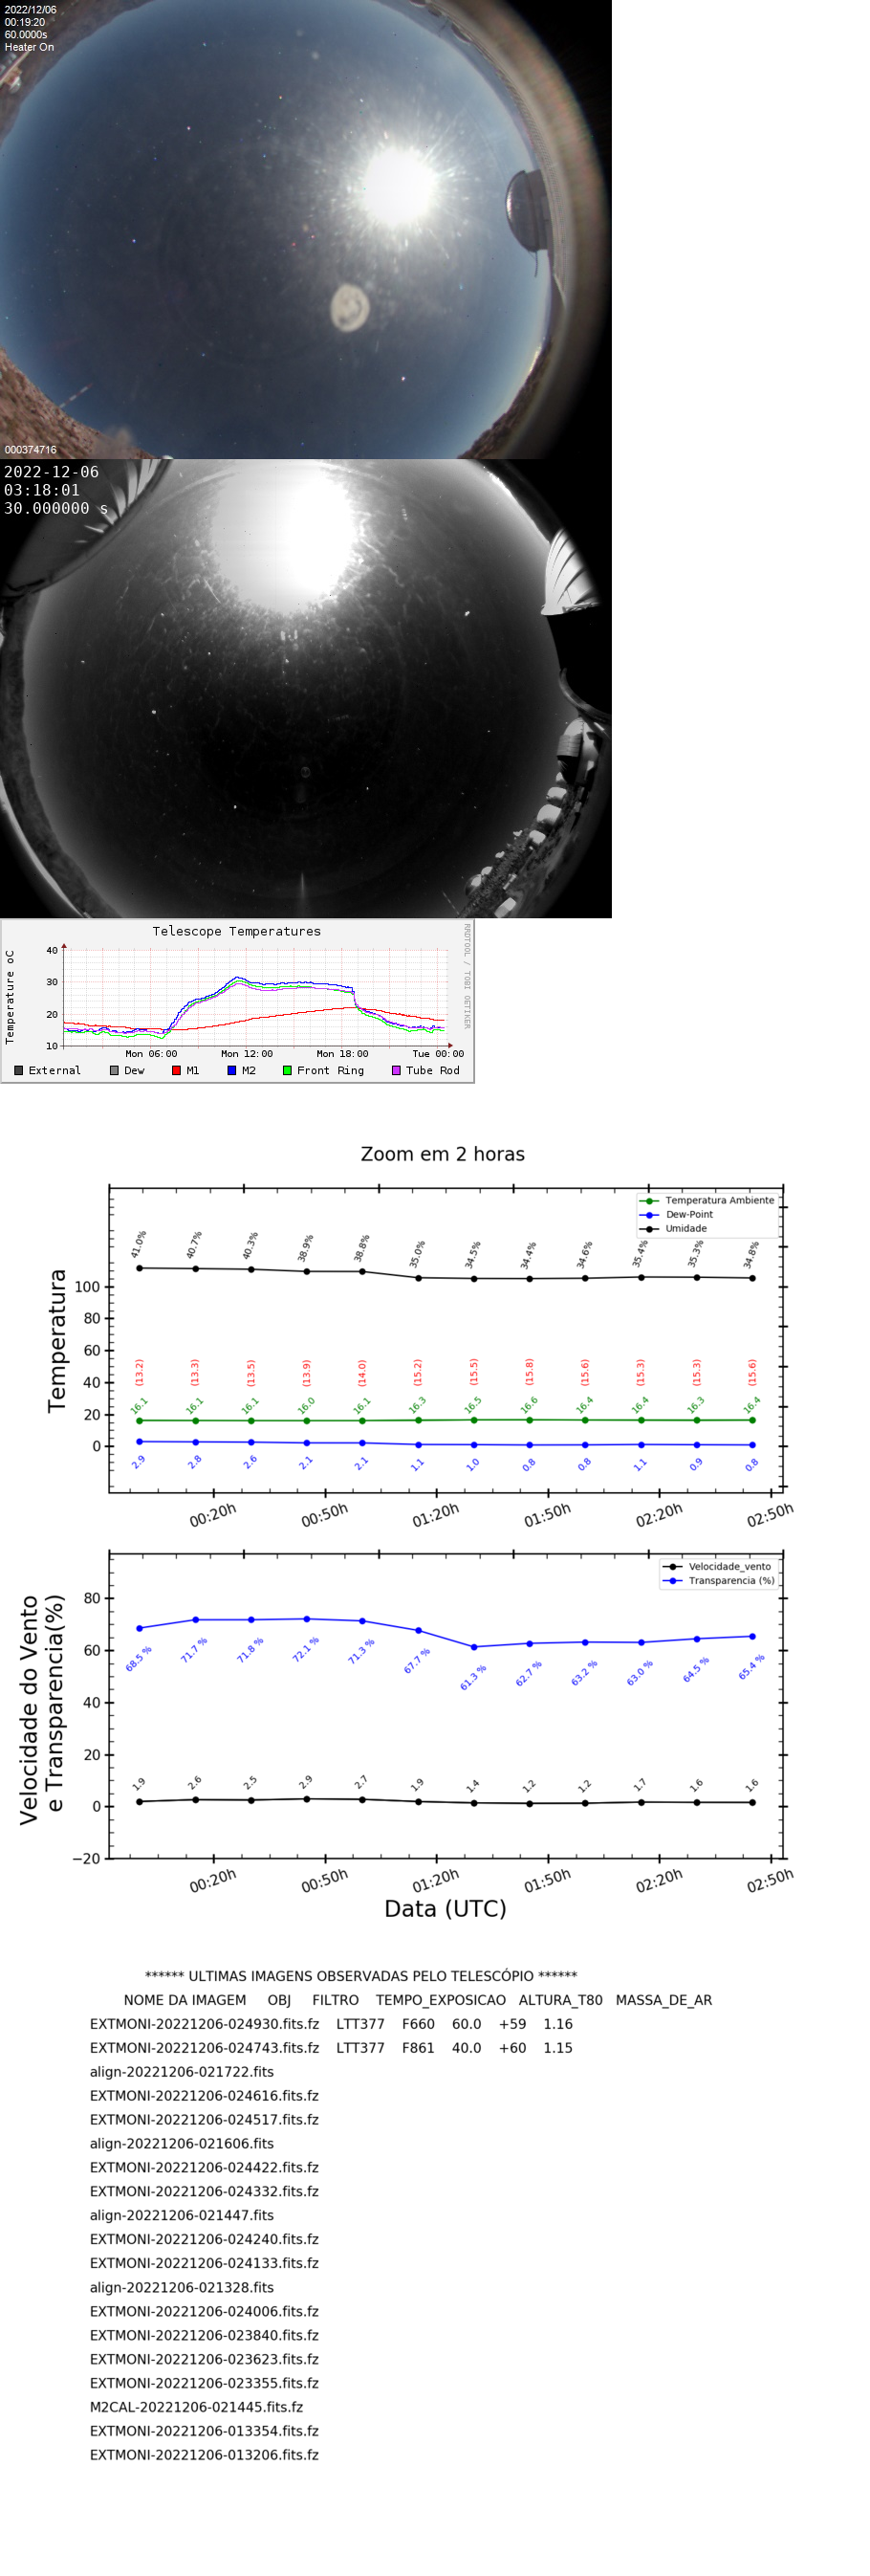 2022/12/06
00:19:20
60.0000s
Heater On
000374716
2022-12-06
03:18:01
30.000000 s
Telescope Temperatures
RRDTOOL / TOBI OETIKER
Temperature oC
40
30
20
10
Mon 06:00 Mon 12:00 Mon 18:00 Tue 00:00
External Dew M1 M2 Front Ring Tube Rod
Zoom em 2 horas
Temperatura Ambiente
Dew-Point
Umidade
Temperatura
100
80
60
40
20
0
41.0% 40.7% 40.3% 38.9% 38.8% 35.0% 34.5% 34.4% 34.6% 35.4% 35.3% 34.8%
(13.2) (13.3) (13.5) (13.9) (14.0) (15.2) (15.5) (15.8) (15.6) (15.3) (15.3) (15.6)
16.1 16.1 16.1 16.0 16.1 16.3 16.5 16.6 16.4 16.4 16.3 16.4
2.9 2.8 2.6 2.1 2.1 1.1 1.0 0.8 0.8 1.1 0.9 0.8
00:20h 00:50h 01:20h 01:50h 02:20h 02:50h
Velocidade_vento
Transparencia (%)
Velocidade do Vento
e Transparencia(%)
80
60
40
20
0
−20
68.5 % 71.7 % 71.8 % 72.1 % 71.3 % 67.7 % 61.3 % 62.7 % 63.2 % 63.0 % 64.5 % 65.4 %
1.9 2.6 2.5 2.9 2.7 1.9 1.4 1.2 1.2 1.7 1.6 1.6
00:20h 00:50h 01:20h 01:50h 02:20h 02:50h
Data (UTC)
****** ULTIMAS IMAGENS OBSERVADAS PELO TELESCÓPIO ******
NOME DA IMAGEM OBJ FILTRO TEMPO_EXPOSICAO ALTURA_T80 MASSA_DE_AR
EXTMONI-20221206-024930.fits.fz LTT377 F660 60.0 +59 1.16
EXTMONI-20221206-024743.fits.fz LTT377 F861 40.0 +60 1.15
align-20221206-021722.fits
EXTMONI-20221206-024616.fits.fz
EXTMONI-20221206-024517.fits.fz
align-20221206-021606.fits
EXTMONI-20221206-024422.fits.fz
EXTMONI-20221206-024332.fits.fz
align-20221206-021447.fits
EXTMONI-20221206-024240.fits.fz
EXTMONI-20221206-024133.fits.fz
align-20221206-021328.fits
EXTMONI-20221206-024006.fits.fz
EXTMONI-20221206-023840.fits.fz
EXTMONI-20221206-023623.fits.fz
EXTMONI-20221206-023355.fits.fz
M2CAL-20221206-021445.fits.fz
EXTMONI-20221206-013354.fits.fz
EXTMONI-20221206-013206.fits.fz